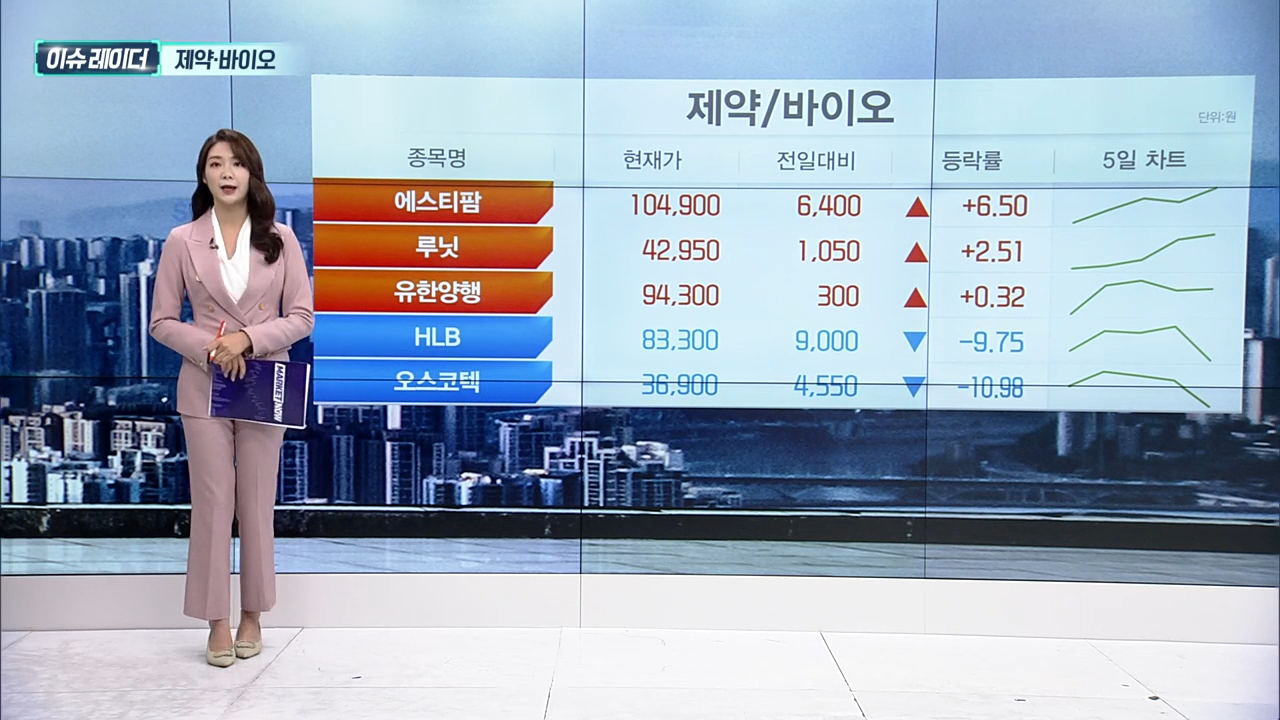 이슈레이더 제약·바이오
제약/바이오
단위:원
종목명 현재가 전일대비 등락률 5일 차트
에스티팜 104,900 6,400 ▲ +6.50
루닛 42,950 1,050 ▲ +2.51
유한양행 94,300 300 ▲ +0.32
HLB 83,300 9,000 ▼ -9.75
오스코텍 36,900 4,550 ▼ -10.98
MARKET NOW